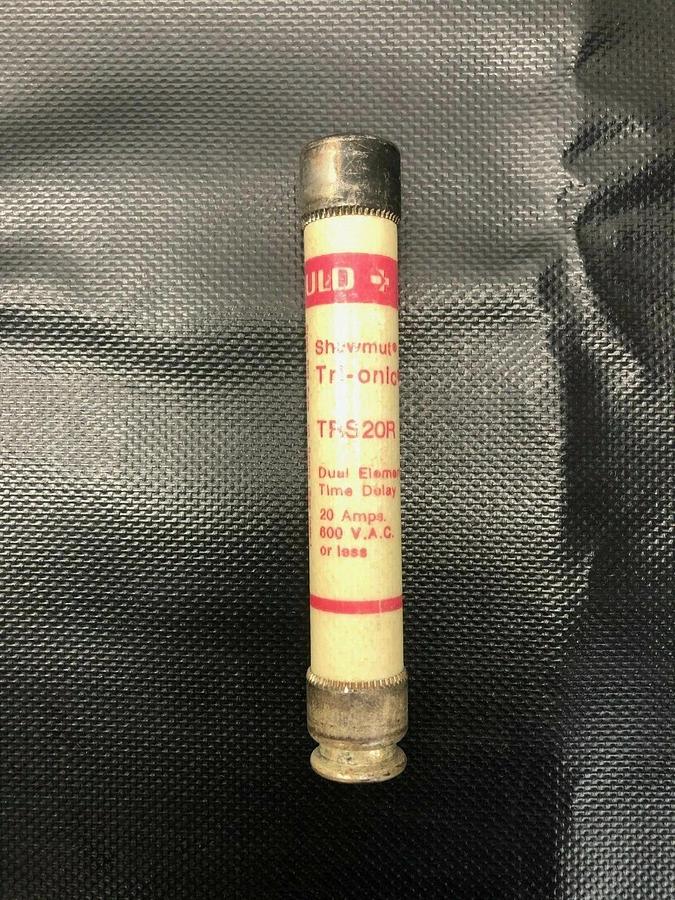 ULD
Shawmut
Tri-onic
TRS20R
Dual Eleme
Time Delay
20 Amps.
600 V.A.C.
or less